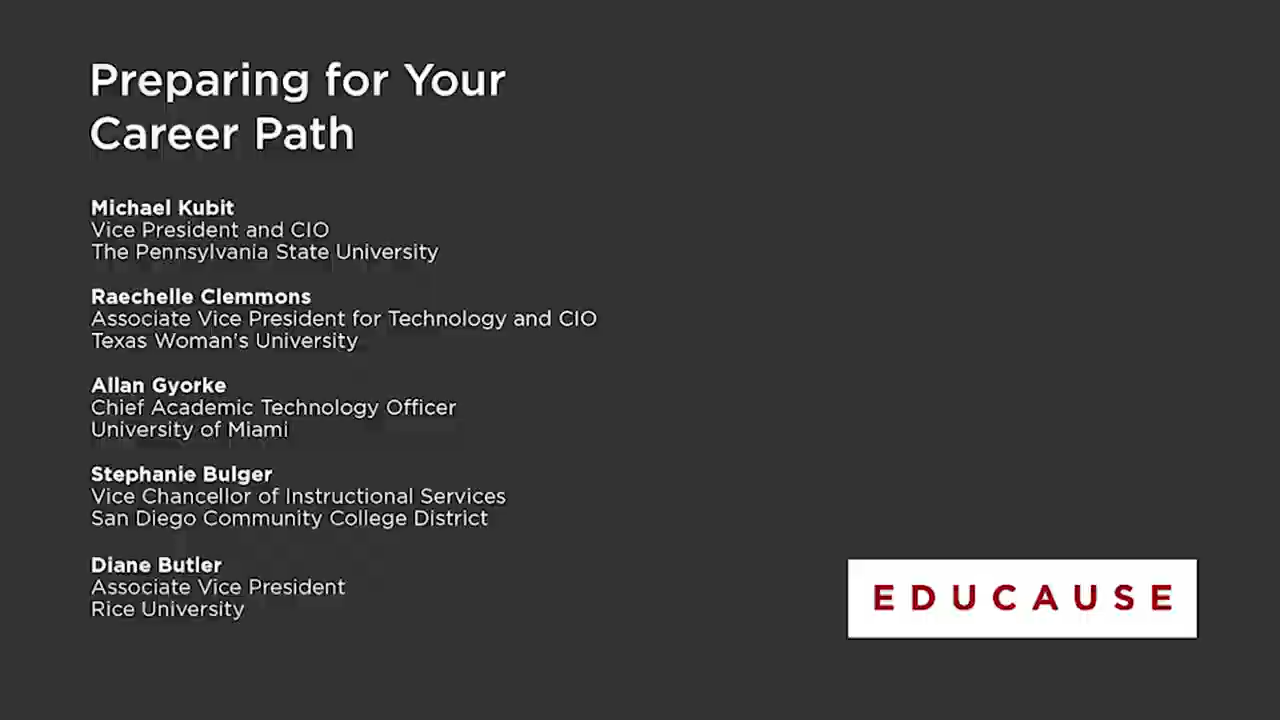 Preparing for Your
Career Path
Michael Kubit
Vice President and CIO
The Pennsylvania State University
Raechelle Clemmons
Associate Vice President for Technology and CIO
Texas Woman's University
Allan Gyorke
Chief Academic Technology Officer
University of Miami
Stephanie Bulger
Vice Chancellor of Instructional Services
San Diego Community College District
Diane Butler
Associate Vice President
Rice University
EDUCAUSE